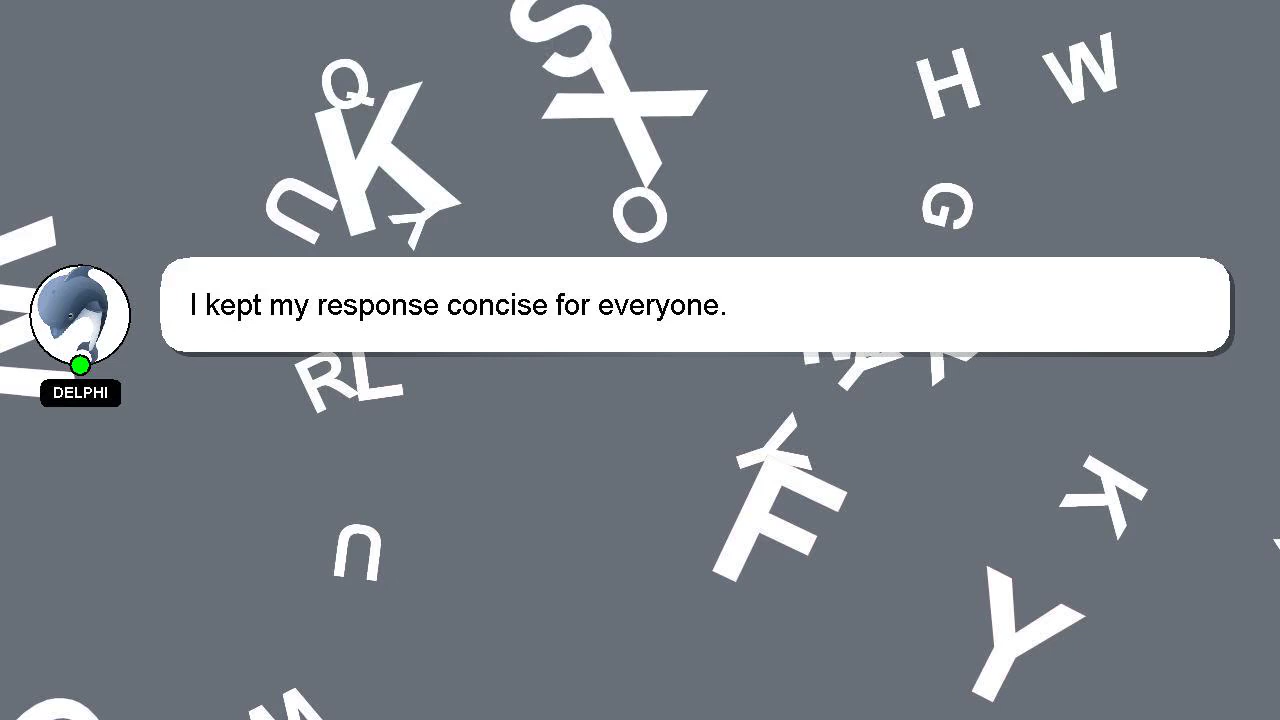 Q
S
K
X
H
W
U
Y
O
G
I kept my response concise for everyone.
DELPHI
R
L
K
F
K
U
Y
M